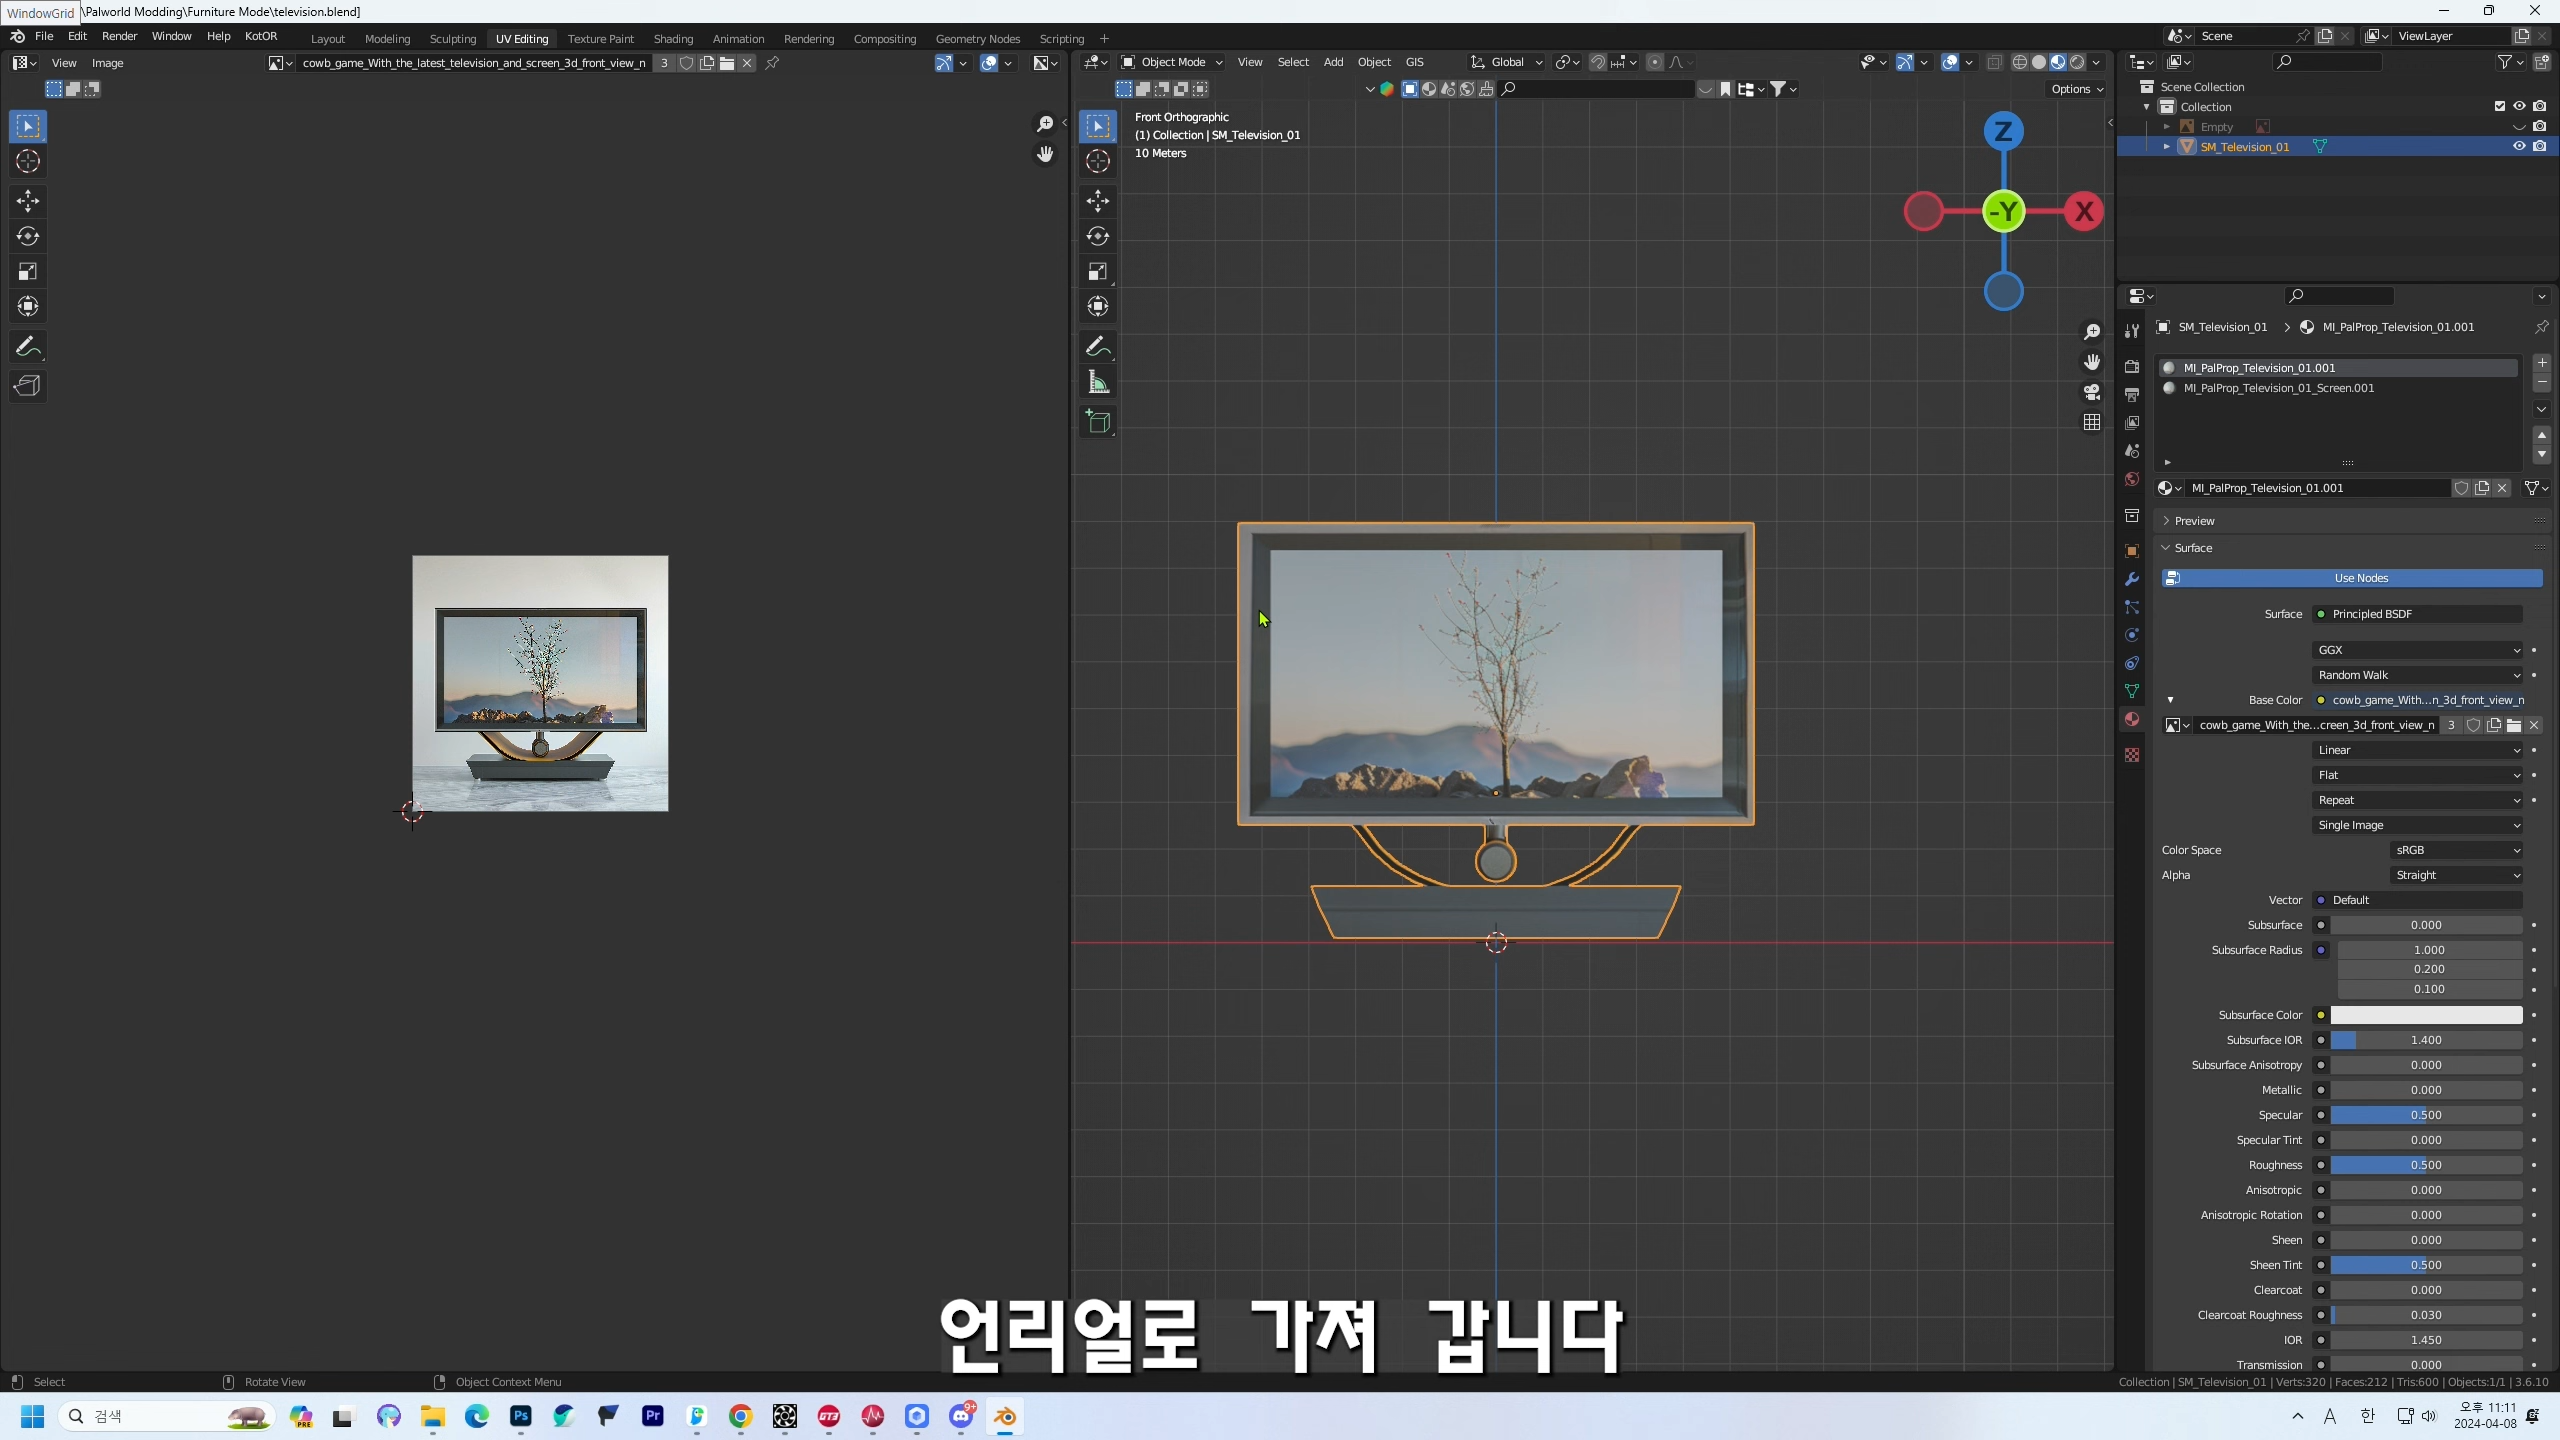 WindowGrid
\Palworld Modding\Furniture Mode\television.blend]
File Edit Render Window Help KotOR
Layout Modeling Sculpting UV Editing Texture Paint Shading Animation Rendering Compositing Geometry Nodes Scripting +
Scene
ViewLayer
View Image
cowb_game_With_the_latest_television_and_screen_3d_front_view_n 3
Object Mode View Select Add Object GIS
Global
Options
Front Orthographic
(1) Collection | SM_Television_01
10 Meters
Z
-Y
X
Scene Collection
Collection
Empty
SM_Television_01
SM_Television_01 > MI_PalProp_Television_01.001
MI_PalProp_Television_01.001
MI_PalProp_Television_01_Screen.001
MI_PalProp_Television_01.001
Preview
Surface
Use Nodes
Surface Principled BSDF
GGX
Random Walk
Base Color cowb_game_With...n_3d_front_view_n
cowb_game_With_the...creen_3d_front_view_n 3
Linear
Flat
Repeat
Single Image
Color Space sRGB
Alpha Straight
Vector Default
Subsurface 0.000
Subsurface Radius 1.000
0.200
0.100
Subsurface Color
Subsurface IOR 1.400
Subsurface Anisotropy 0.000
Metallic 0.000
Specular 0.500
Specular Tint 0.000
Roughness 0.500
Anisotropic 0.000
Anisotropic Rotation 0.000
Sheen 0.000
Sheen Tint 0.500
Clearcoat 0.000
Clearcoat Roughness 0.030
IOR 1.450
Transmission 0.000
언리얼로 가져 갑니다
Select
Rotate View
Object Context Menu
Collection | SM_Television_01 | Verts:320 | Faces:212 | Tris:600 | Objects:1/1 | 3.6.10
검색
PRE
Ps
Pr
GT3
9+
A
한
오후 11:11
2024-04-08